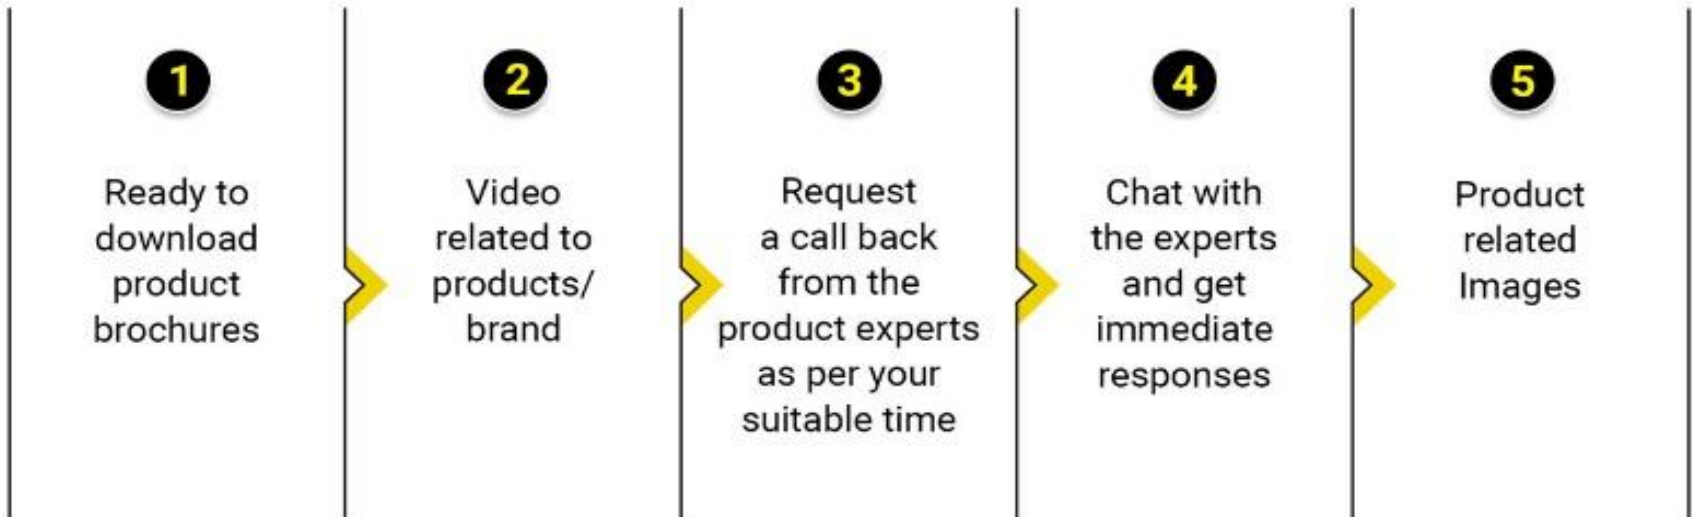 1
Ready to
download
product
brochures
2
Video
related to
products/
brand
3
Request
a call back
from the
product experts
as per your
suitable time
4
Chat with
the experts
and get
immediate
responses
5
Product
related
Images